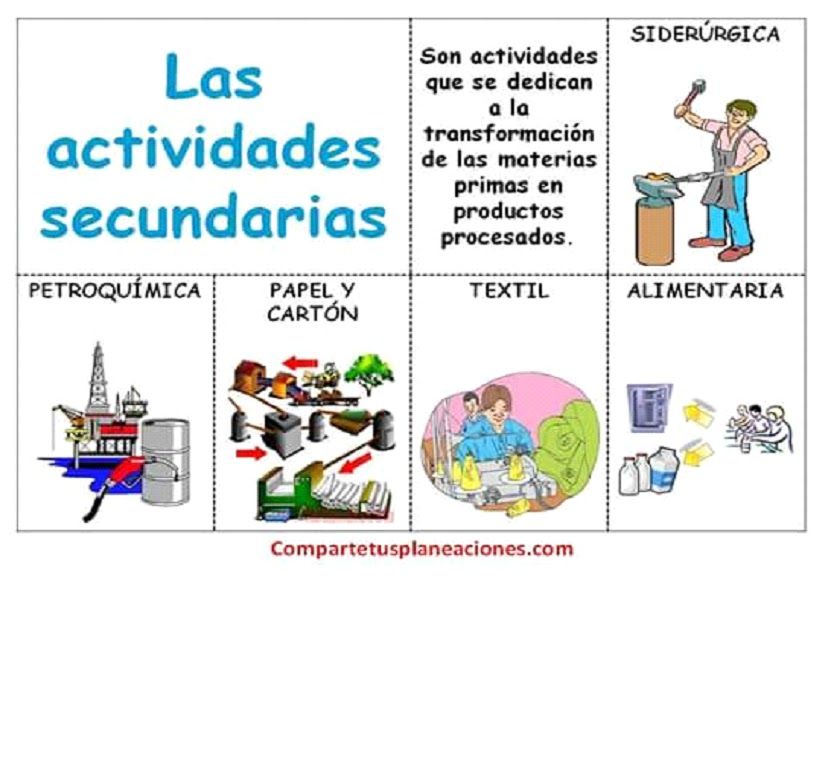 Las
actividades
secundarias
Son actividades
que se dedican
a la
transformación
de las materias
primas en
productos
procesados.
SIDERÚRGICA
PETROQUÍMICA
PAPEL Y
CARTÓN
TEXTIL
ALIMENTARIA
Compartetusplaneaciones.com